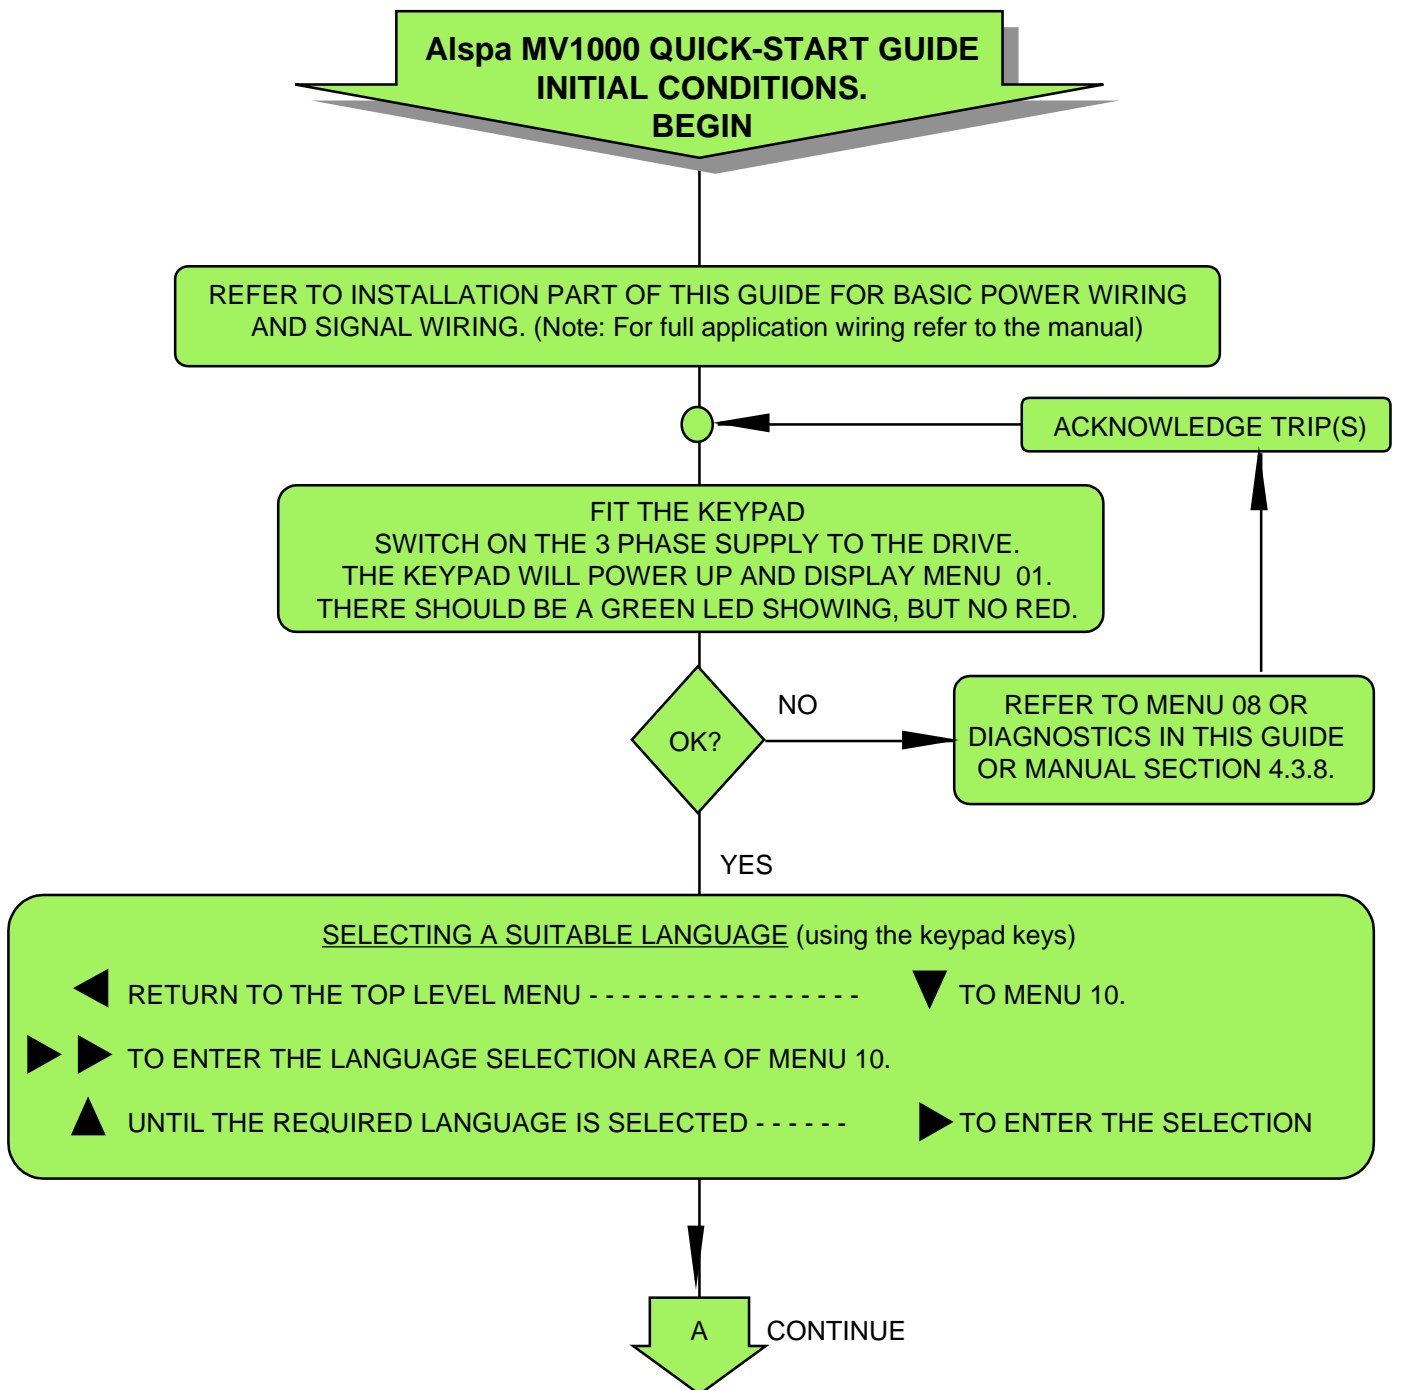 Alspa MV1000 QUICK-START GUIDE
INITIAL CONDITIONS.
BEGIN
REFER TO INSTALLATION PART OF THIS GUIDE FOR BASIC POWER WIRING
AND SIGNAL WIRING. (Note: For full application wiring refer to the manual)
ACKNOWLEDGE TRIP(S)
FIT THE KEYPAD
SWITCH ON THE 3 PHASE SUPPLY TO THE DRIVE.
THE KEYPAD WILL POWER UP AND DISPLAY MENU 01.
THERE SHOULD BE A GREEN LED SHOWING, BUT NO RED.
OK?
NO
REFER TO MENU 08 OR
DIAGNOSTICS IN THIS GUIDE
OR MANUAL SECTION 4.3.8.
YES
SELECTING A SUITABLE LANGUAGE (using the keypad keys)
◀ RETURN TO THE TOP LEVEL MENU - - - - - - - - - - - - - - - - - ▼ TO MENU 10.
▶ ▶ TO ENTER THE LANGUAGE SELECTION AREA OF MENU 10.
▲ UNTIL THE REQUIRED LANGUAGE IS SELECTED - - - - - - ▶ TO ENTER THE SELECTION
A
CONTINUE